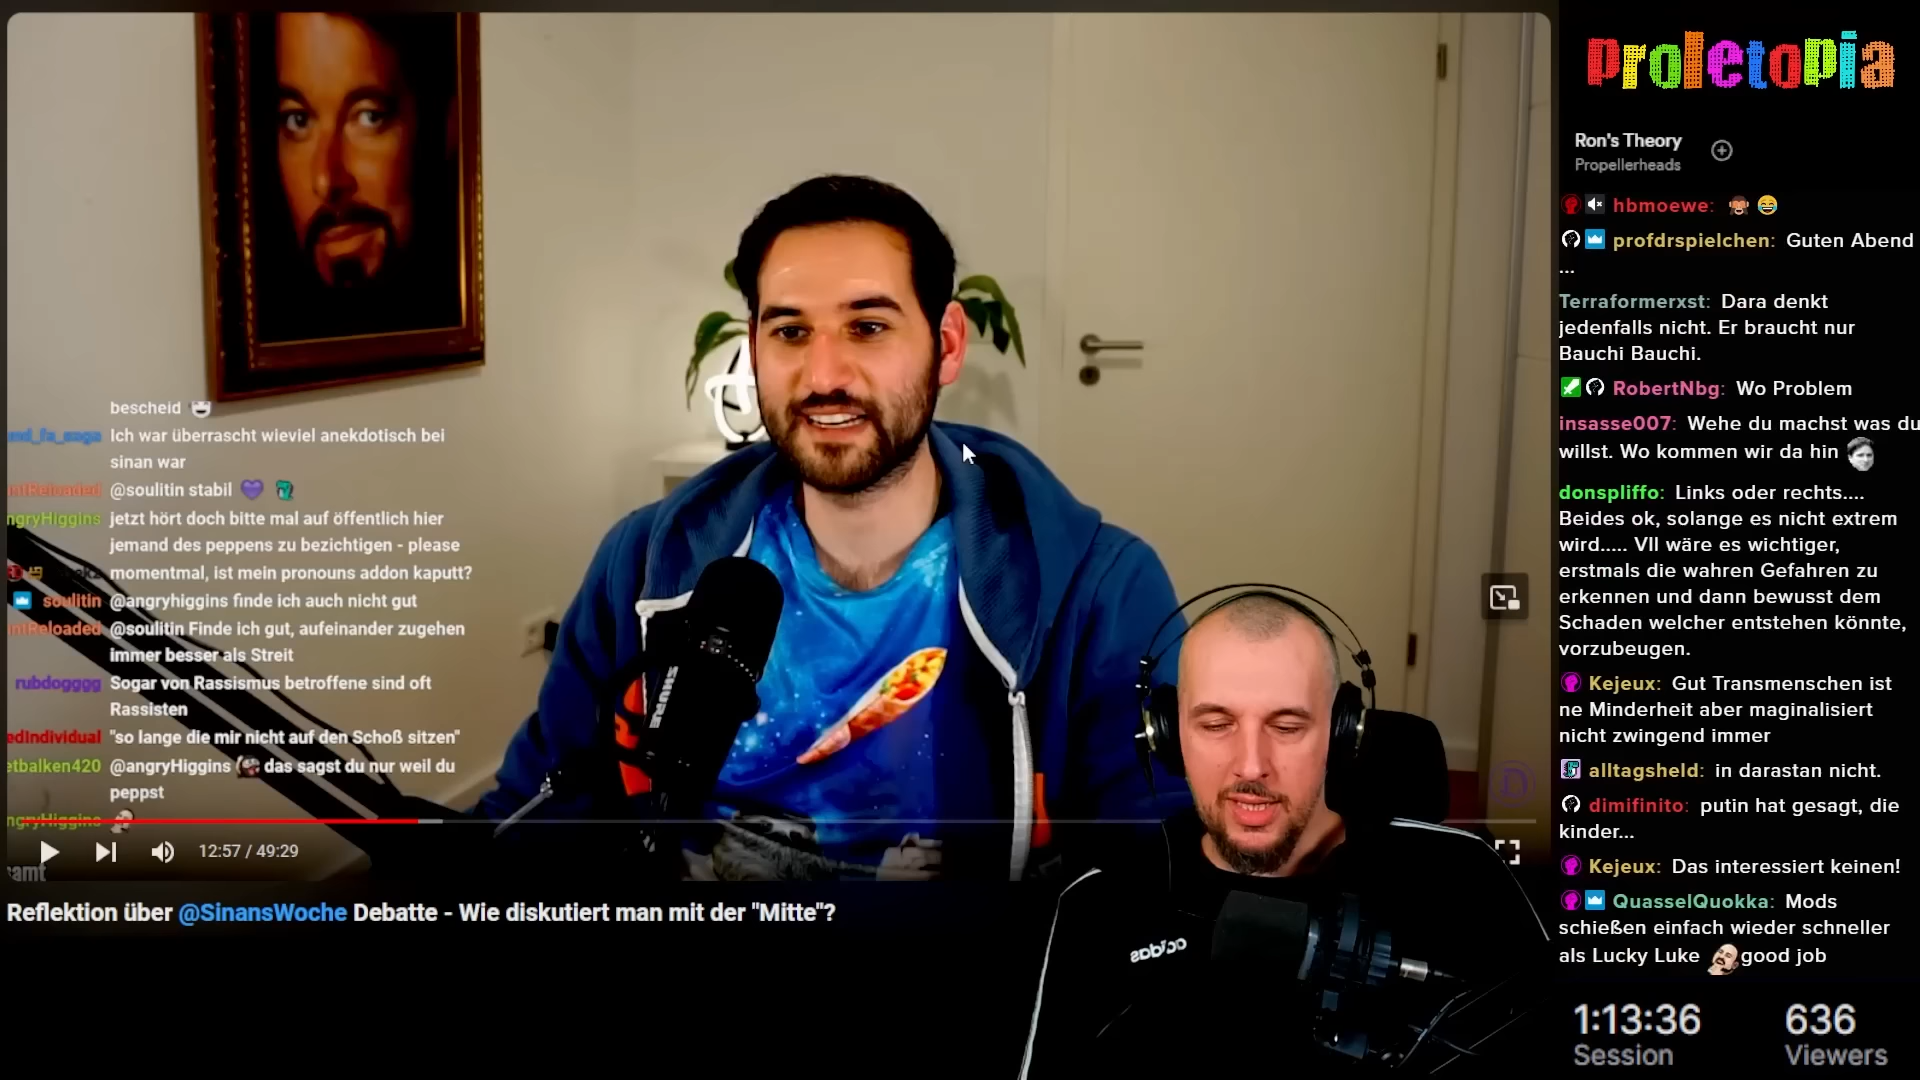 bescheid
Ich war überrascht wieviel anekdotisch bei
sinan war
@soulitin stabil
ngryHiggins jetzt hört doch bitte mal auf öffentlich hier
jemand des peppens zu bezichtigen - please
momentmal, ist mein pronouns addon kaputt?
soulitin @angryhiggins finde ich auch nicht gut
ntReloaded @soulitin Finde ich gut, aufeinander zugehen
immer besser als Streit
rubdogggg Sogar von Rassismus betroffene sind oft
Rassisten
edIndividual "so lange die mir nicht auf den Schoß sitzen"
etbalken420 @angryHiggins das sagst du nur weil du
peppst
ngryHiggins
12:57 / 49:29
samt
Reflektion über @SinansWoche Debatte - Wie diskutiert man mit der "Mitte"?
adidas
Proletopia
Ron's Theory
Propellerheads
hbmoewe:
profdrspielchen: Guten Abend
...
Terraformerxst: Dara denkt
jedenfalls nicht. Er braucht nur
Bauchi Bauchi.
RobertNbg: Wo Problem
insasse007: Wehe du machst was du
willst. Wo kommen wir da hin
donspliffo: Links oder rechts....
Beides ok, solange es nicht extrem
wird..... Vll wäre es wichtiger,
erstmals die wahren Gefahren zu
erkennen und dann bewusst dem
Schaden welcher entstehen könnte,
vorzubeugen.
Kejeux: Gut Transmenschen ist
ne Minderheit aber maginalisiert
nicht zwingend immer
alltagsheld: in darastan nicht.
dimifinito: putin hat gesagt, die
kinder...
Kejeux: Das interessiert keinen!
QuasselQuokka: Mods
schießen einfach wieder schneller
als Lucky Luke good job
1:13:36
Session
636
Viewers